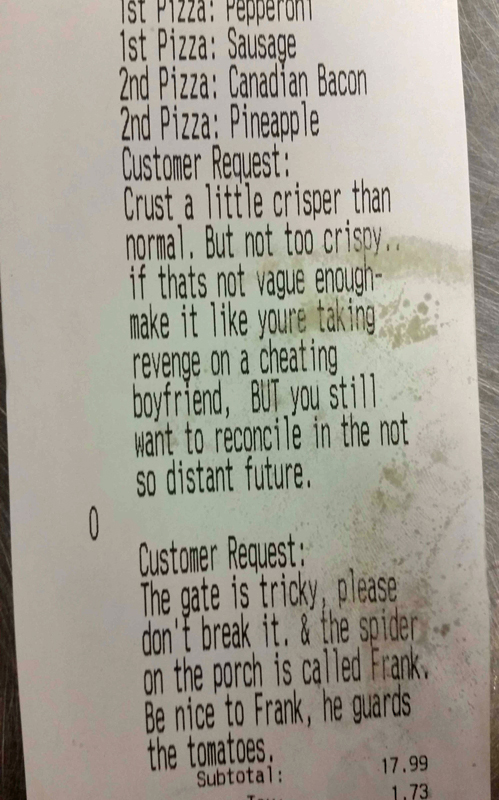 1st Pizza: Pepperoni
1st Pizza: Sausage
2nd Pizza: Canadian Bacon
2nd Pizza: Pineapple
Customer Request:
Crust a little crisper than
normal. But not too crispy..
if thats not vague enough-
make it like youre taking
revenge on a cheating
boyfriend, BUT you still
want to reconcile in the not
so distant future.
0
Customer Request:
The gate is tricky, please
don't break it. & the spider
on the porch is called Frank.
Be nice to Frank, he guards
the tomatoes.
Subtotal: 17.99
1.73